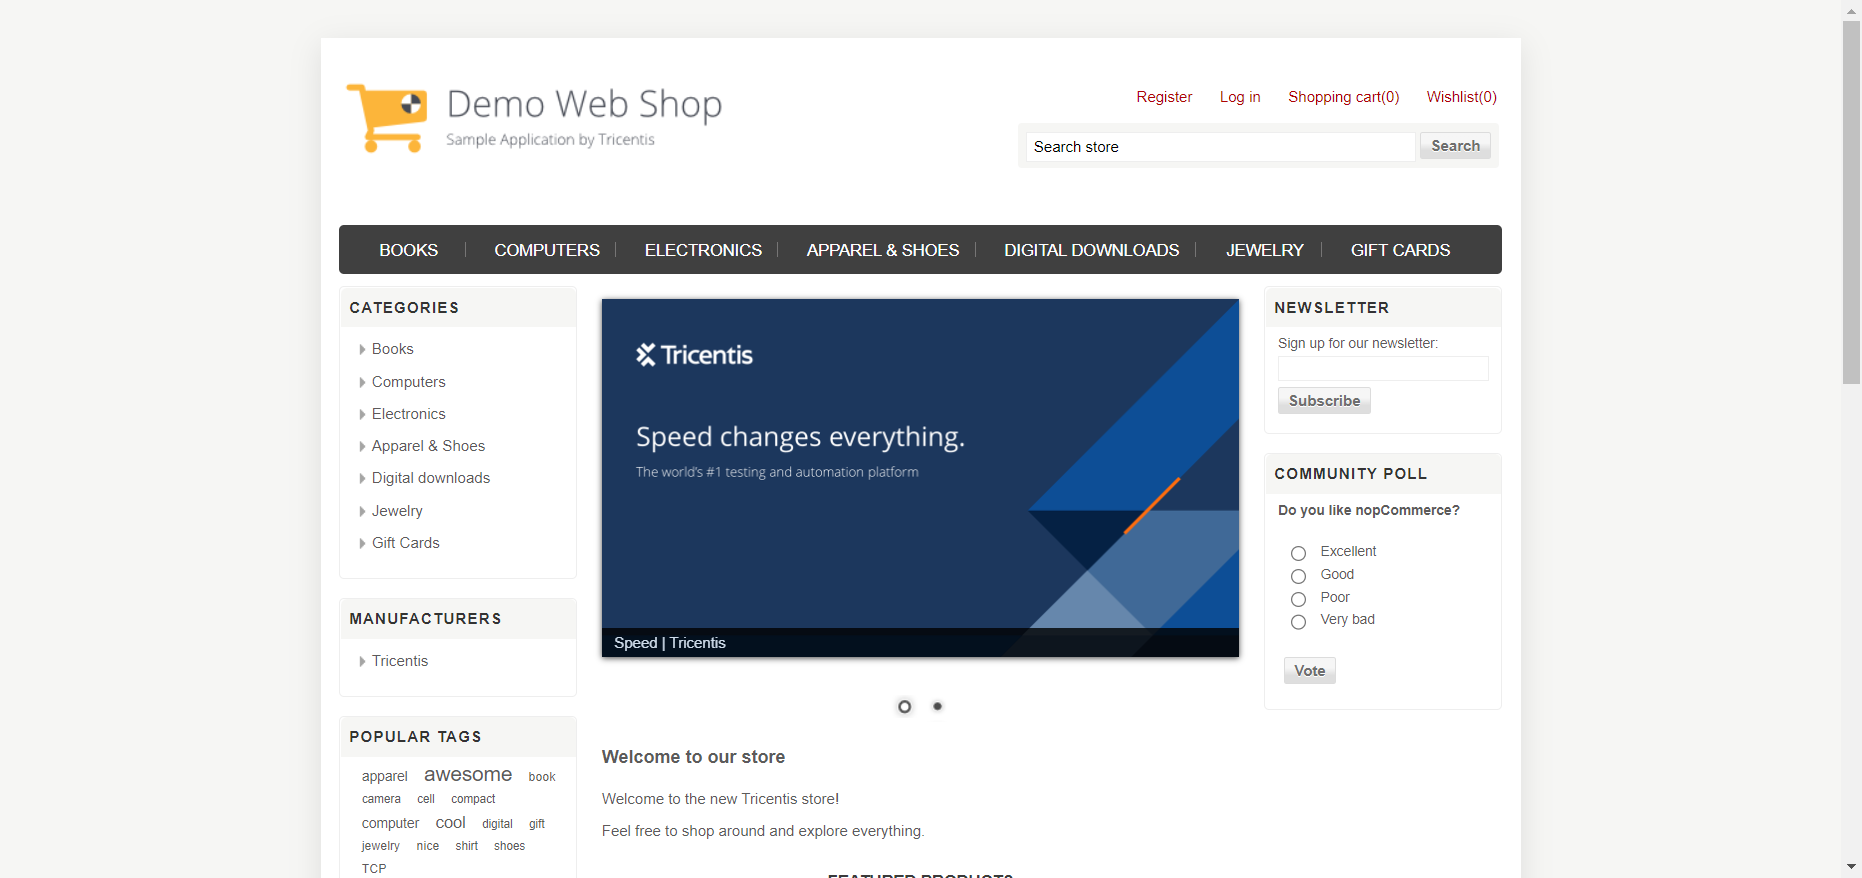 Demo Web Shop
Sample Application by Tricentis
Register Log in Shopping cart(0) Wishlist(0)
Search store Search
BOOKS COMPUTERS ELECTRONICS APPAREL & SHOES DIGITAL DOWNLOADS JEWELRY GIFT CARDS
CATEGORIES
Books
Computers
Electronics
Apparel & Shoes
Digital downloads
Jewelry
Gift Cards
MANUFACTURERS
Tricentis
POPULAR TAGS
apparel awesome book
camera cell compact
computer cool digital gift
jewelry nice shirt shoes
TCP
Tricentis
Speed changes everything.
The world's #1 testing and automation platform
Speed | Tricentis
Welcome to our store
Welcome to the new Tricentis store!
Feel free to shop around and explore everything.
FEATURED PRODUCTS
NEWSLETTER
Sign up for our newsletter:
Subscribe
COMMUNITY POLL
Do you like nopCommerce?
Excellent
Good
Poor
Very bad
Vote